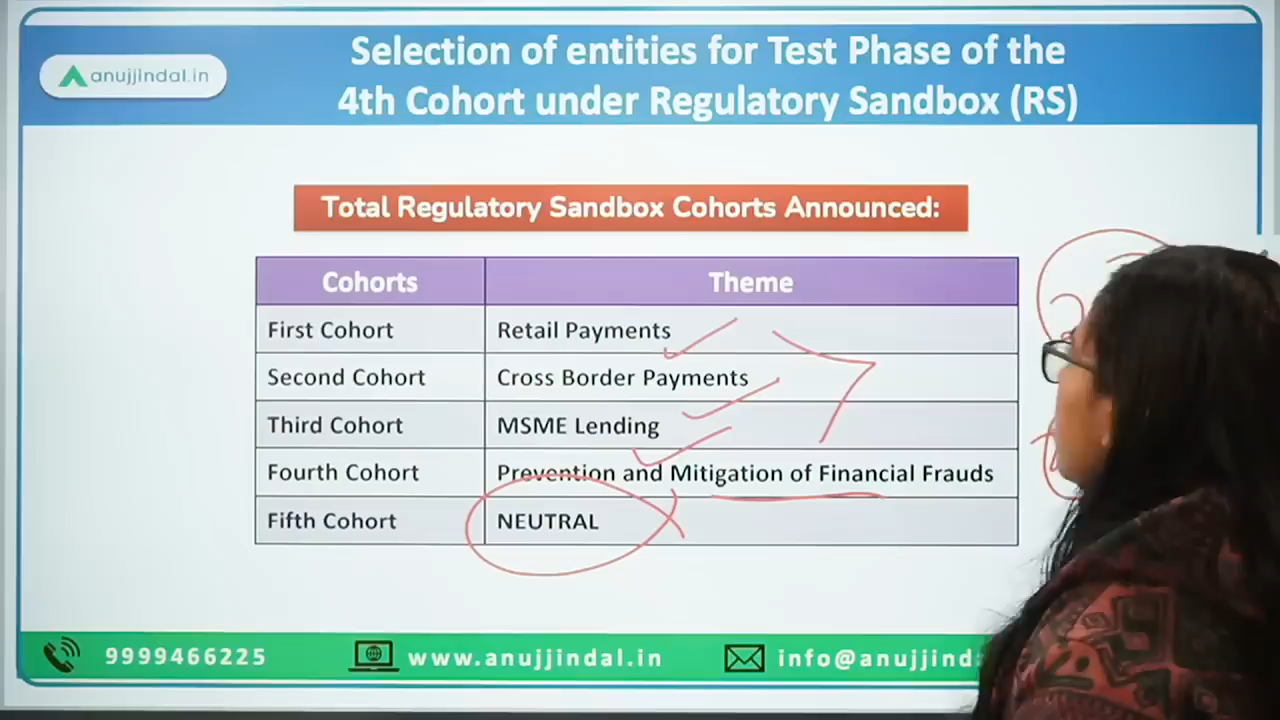 anujjindal.in
Selection of entities for Test Phase of the
4th Cohort under Regulatory Sandbox (RS)
Total Regulatory Sandbox Cohorts Announced:
Cohorts Theme
First Cohort Retail Payments
Second Cohort Cross Border Payments
Third Cohort MSME Lending
Fourth Cohort Prevention and Mitigation of Financial Frauds
Fifth Cohort NEUTRAL
9999466225 www.anujjindal.in info@anujjind